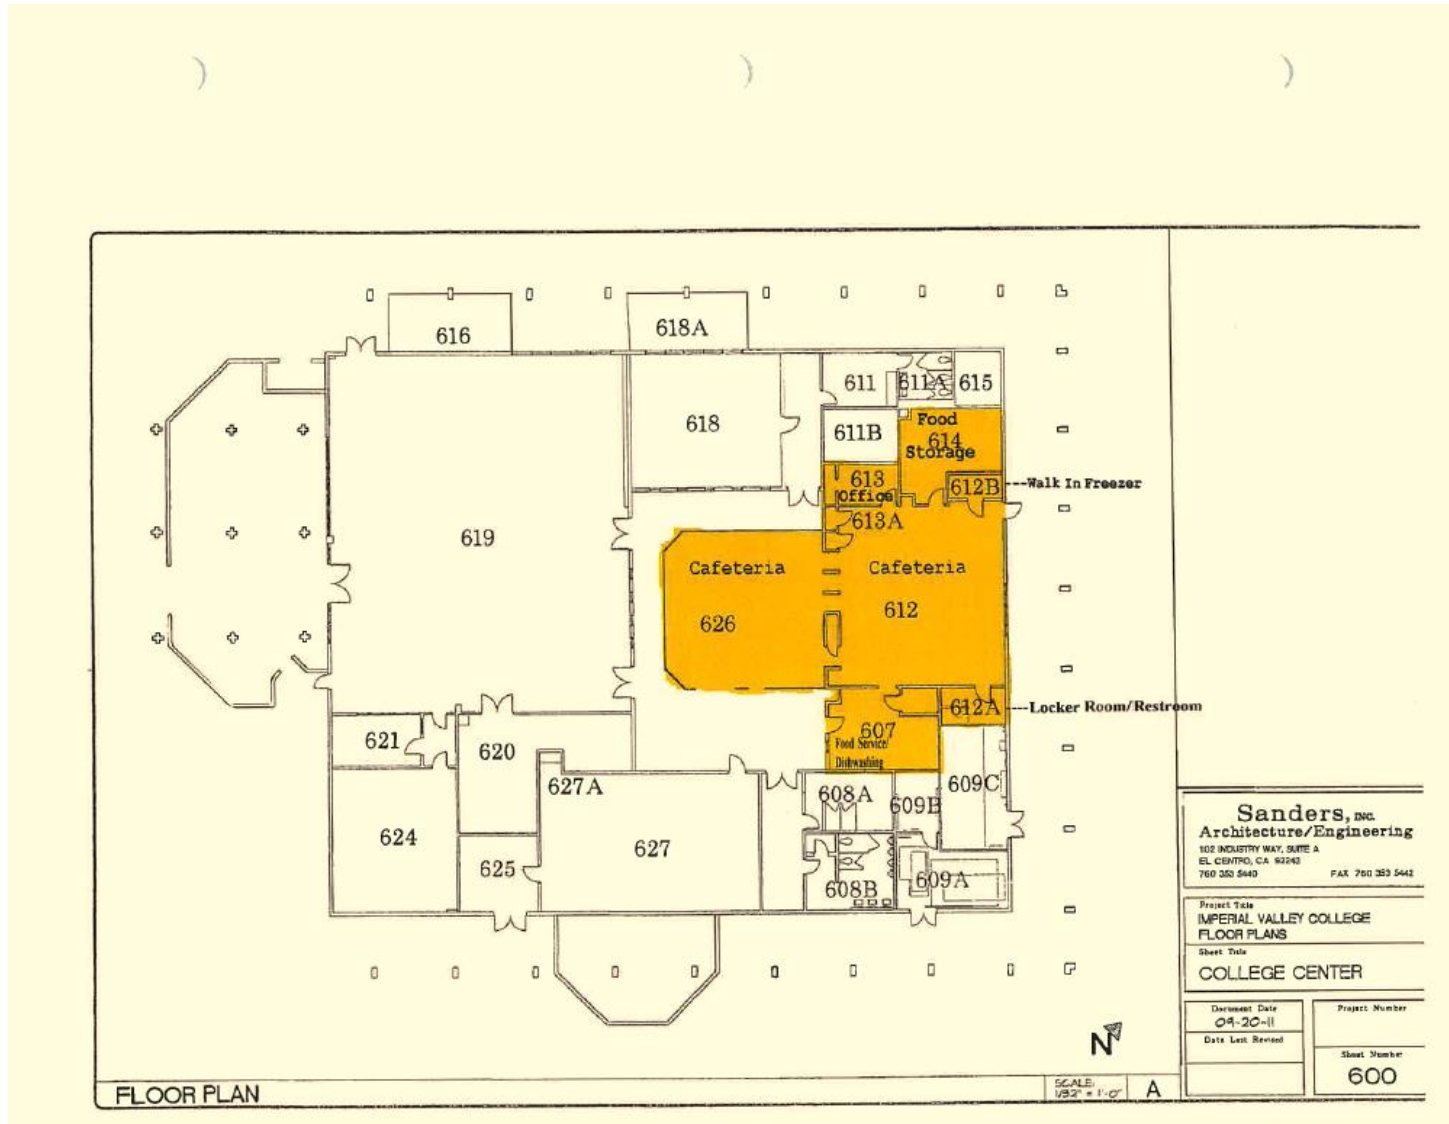 616
618A
611
611A
615
618
611B
Food
614
Storage
613
Office
612B
Walk In Freezer
613A
619
Cafeteria
Cafeteria
626
612
612A
Locker Room/Restroom
607
Food Service/
Dishwashing
621
620
627A
608A
609B
609C
624
627
625
608B
609A
Sanders, INC.
Architecture/Engineering
102 INDUSTRY WAY, SUITE A
EL CENTRO, CA 92243
760 353 5440 FAX 760 353 5442
Project Title
IMPERIAL VALLEY COLLEGE
FLOOR PLANS
Sheet Title
COLLEGE CENTER
Document Date
09-20-11
Date Last Revised
Project Number
Sheet Number
600
N
FLOOR PLAN
SCALE:
1/32" = 1'-0"
A